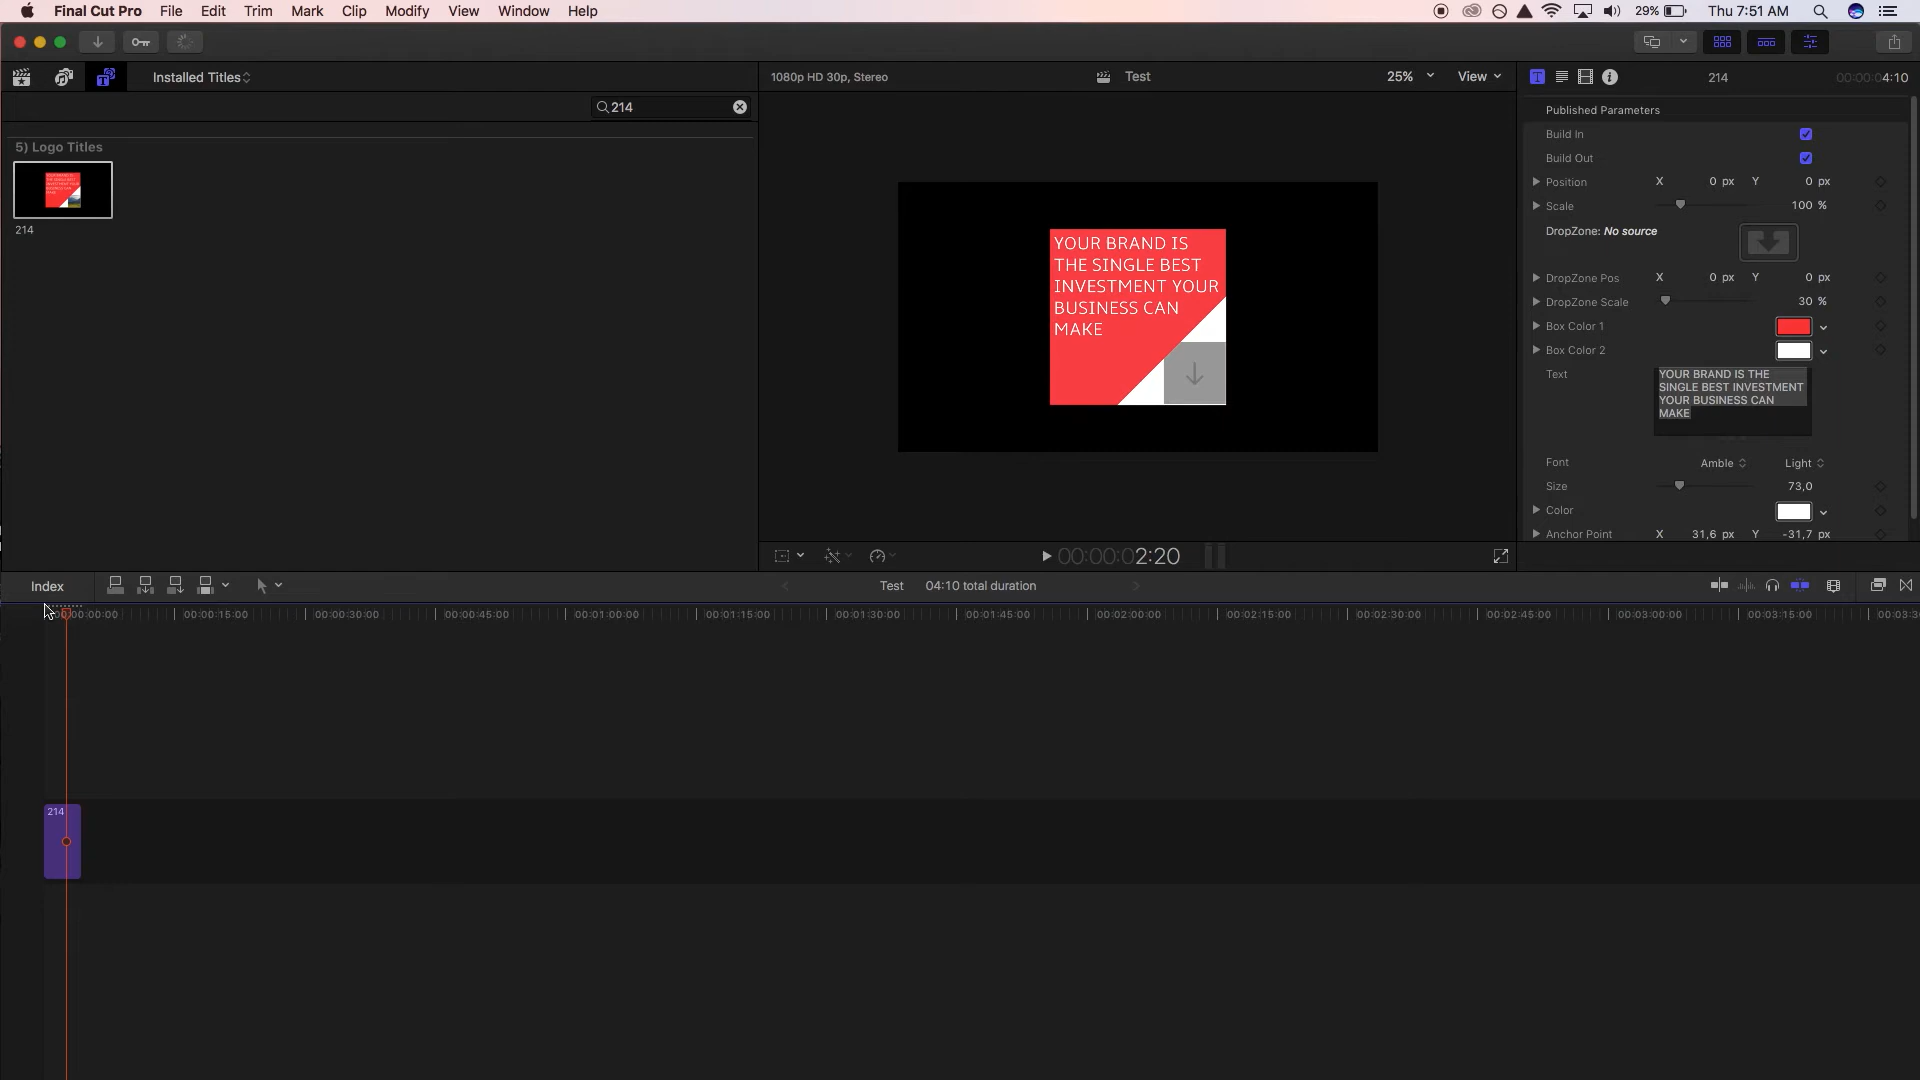 Final Cut Pro File Edit Trim Mark Clip Modify View Window Help 29% Thu 7:51 AM
Installed Titles 1080p HD 30p, Stereo Test 25% View 214 00:00:04:10
214
5) Logo Titles
214
YOUR BRAND IS
THE SINGLE BEST
INVESTMENT YOUR
BUSINESS CAN
MAKE
Published Parameters
Build In
Build Out
Position X 0 px Y 0 px
Scale 100 %
DropZone: No source
DropZone Pos X 0 px Y 0 px
DropZone Scale 30 %
Box Color 1
Box Color 2
Text YOUR BRAND IS THE
SINGLE BEST INVESTMENT
YOUR BUSINESS CAN
MAKE
Font Amble Light
Size 73,0
Color
Anchor Point X 31,6 px Y -31,7 px
00:00:02:20
Index Test 04:10 total duration
00:00:00:00 00:00:15:00 00:00:30:00 00:00:45:00 00:01:00:00 00:01:15:00 00:01:30:00 00:01:45:00 00:02:00:00 00:02:15:00 00:02:30:00 00:02:45:00 00:03:00:00 00:03:15:00 00:03:3
214